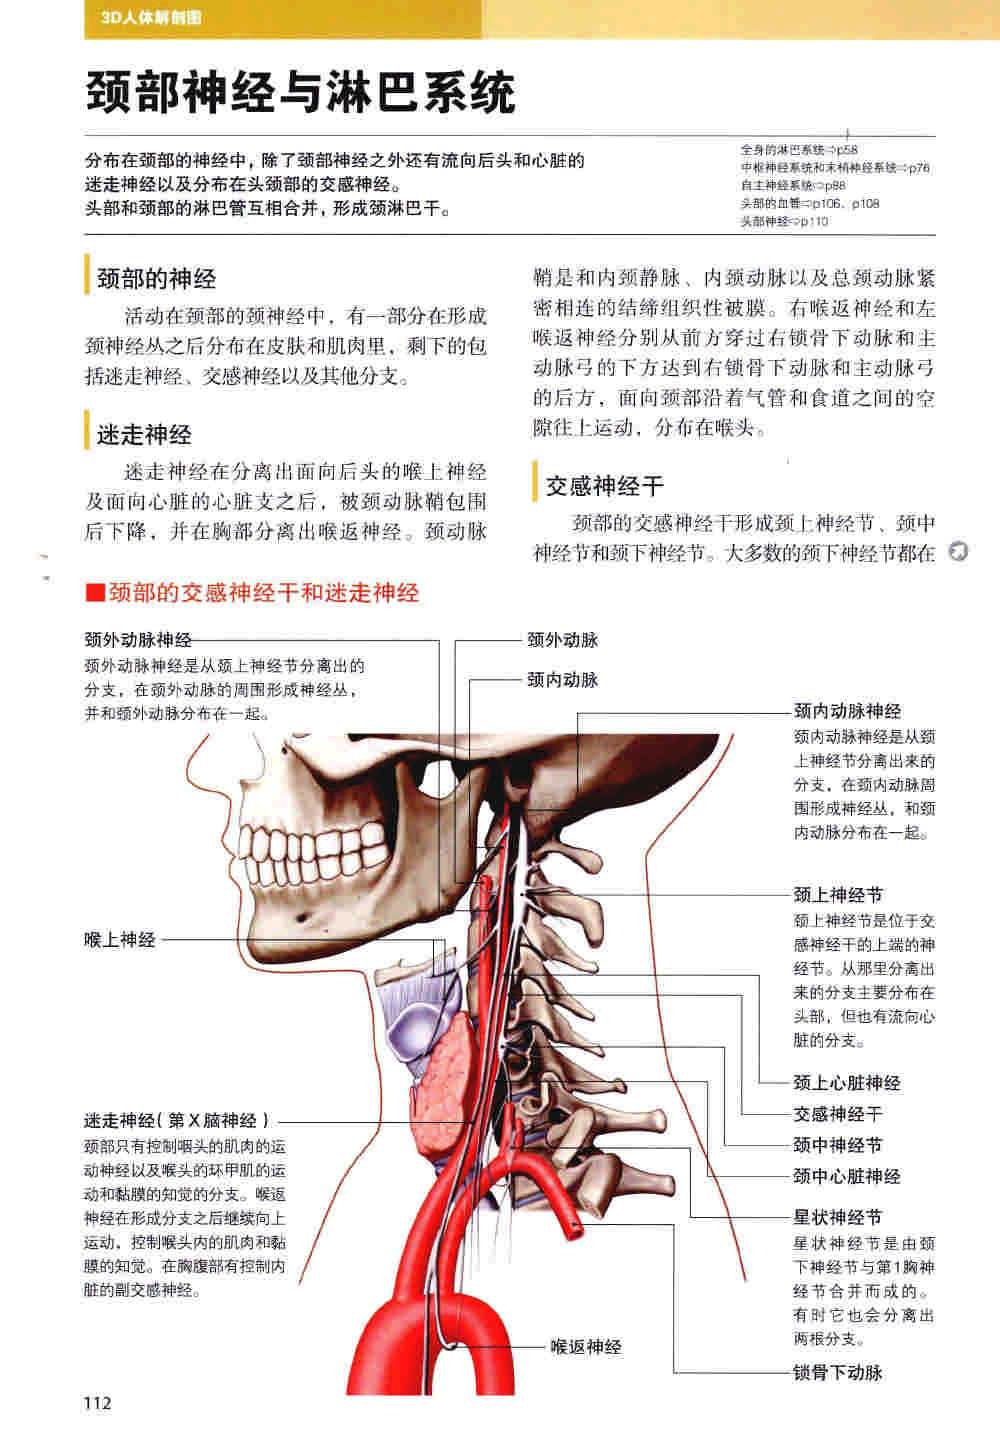 3D人体解剖图
颈部神经与淋巴系统
分布在颈部的神经中，除了颈部神经之外还有流向后头和心脏的
迷走神经以及分布在头颈部的交感神经。
头部和颈部的淋巴管互相合并，形成颈淋巴干。
全身的淋巴系统⇨p58
中枢神经系统和末梢神经系统⇨p76
自主神经系统⇨p88
头部的血管⇨p106、p108
头部神经⇨p110
颈部的神经
活动在颈部的颈神经中，有一部分在形成
颈神经丛之后分布在皮肤和肌肉里，剩下的包
括迷走神经、交感神经以及其他分支。
迷走神经
迷走神经在分离出面向后头的喉上神经
及面向心脏的心脏支之后，被颈动脉鞘包围
后下降，并在胸部分离出喉返神经。颈动脉
鞘是和内颈静脉、内颈动脉以及总颈动脉紧
密相连的结缔组织性被膜。右喉返神经和左
喉返神经分别从前方穿过右锁骨下动脉和主
动脉弓的下方达到右锁骨下动脉和主动脉弓
的后方，面向颈部沿着气管和食道之间的空
隙往上运动，分布在喉头。
交感神经干
颈部的交感神经干形成颈上神经节、颈中
神经节和颈下神经节。大多数的颈下神经节都在
■颈部的交感神经干和迷走神经
颈外动脉神经
颈外动脉神经是从颈上神经节分离出的
分支，在颈外动脉的周围形成神经丛，
并和颈外动脉分布在一起。
颈外动脉
颈内动脉
颈内动脉神经
颈内动脉神经是从颈
上神经节分离出来的
分支，在颈内动脉周
围形成神经丛，和颈
内动脉分布在一起。
颈上神经节
颈上神经节是位于交
感神经干的上端的神
经节。从那里分离出
来的分支主要分布在
头部，但也有流向心
脏的分支。
喉上神经
颈上心脏神经
交感神经干
颈中神经节
颈中心脏神经
迷走神经(第X脑神经)
颈部只有控制咽头的肌肉的运
动神经以及喉头的环甲肌的运
动和黏膜的知觉的分支。喉返
神经在形成分支之后继续向上
运动，控制喉头内的肌肉和黏
膜的知觉。在胸腹部有控制内
脏的副交感神经。
星状神经节
星状神经节是由颈
下神经节与第1胸神
经节合并而成的。
有时它也会分离出
两根分支。
喉返神经
锁骨下动脉
112